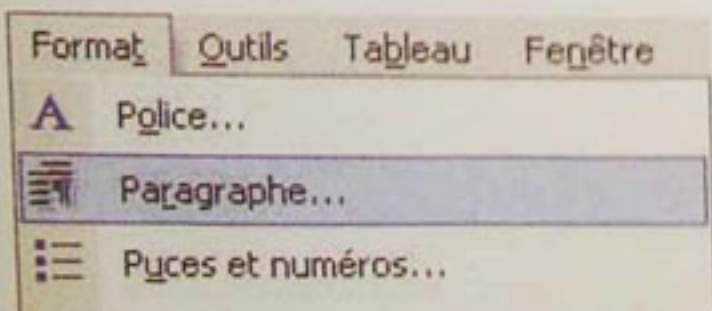 Format Outils Tableau Fenêtre
Police...
Paragraphe...
Puces et numéros...